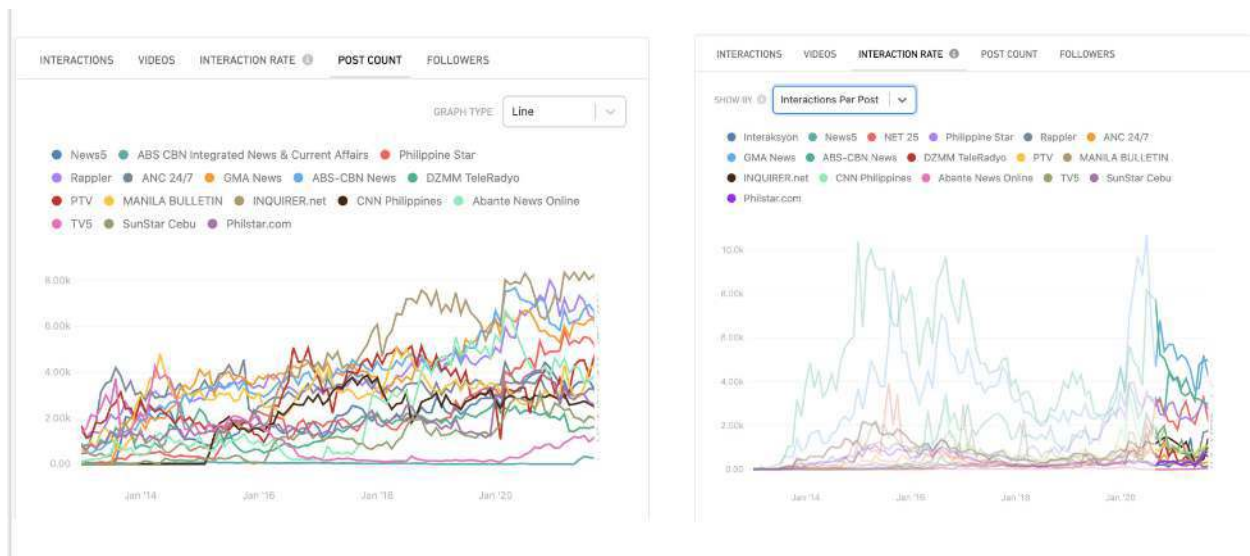 INTERACTIONS VIDEOS INTERACTION RATE POST COUNT FOLLOWERS
GRAPH TYPE Line
News5 ABS CBN Integrated News & Current Affairs Philippine Star
Rappler ANC 24/7 GMA News ABS-CBN News DZMM TeleRadyo
PTV MANILA BULLETIN INQUIRER.net CNN Philippines Abante News Online
TV5 SunStar Cebu Philstar.com
8.00k
6.00k
4.00k
2.00k
0.00
Jan '14 Jan '16 Jan '18 Jan '20
INTERACTIONS VIDEOS INTERACTION RATE POST COUNT FOLLOWERS
SHOW BY Interactions Per Post
Interaksyon News5 NET 25 Philippine Star Rappler ANC 24/7
GMA News ABS-CBN News DZMM TeleRadyo PTV MANILA BULLETIN
INQUIRER.net CNN Philippines Abante News Online TV5 SunStar Cebu
Philstar.com
10.0k
8.00k
6.00k
4.00k
2.00k
0.00
Jan '14 Jan '16 Jan '18 Jan '20